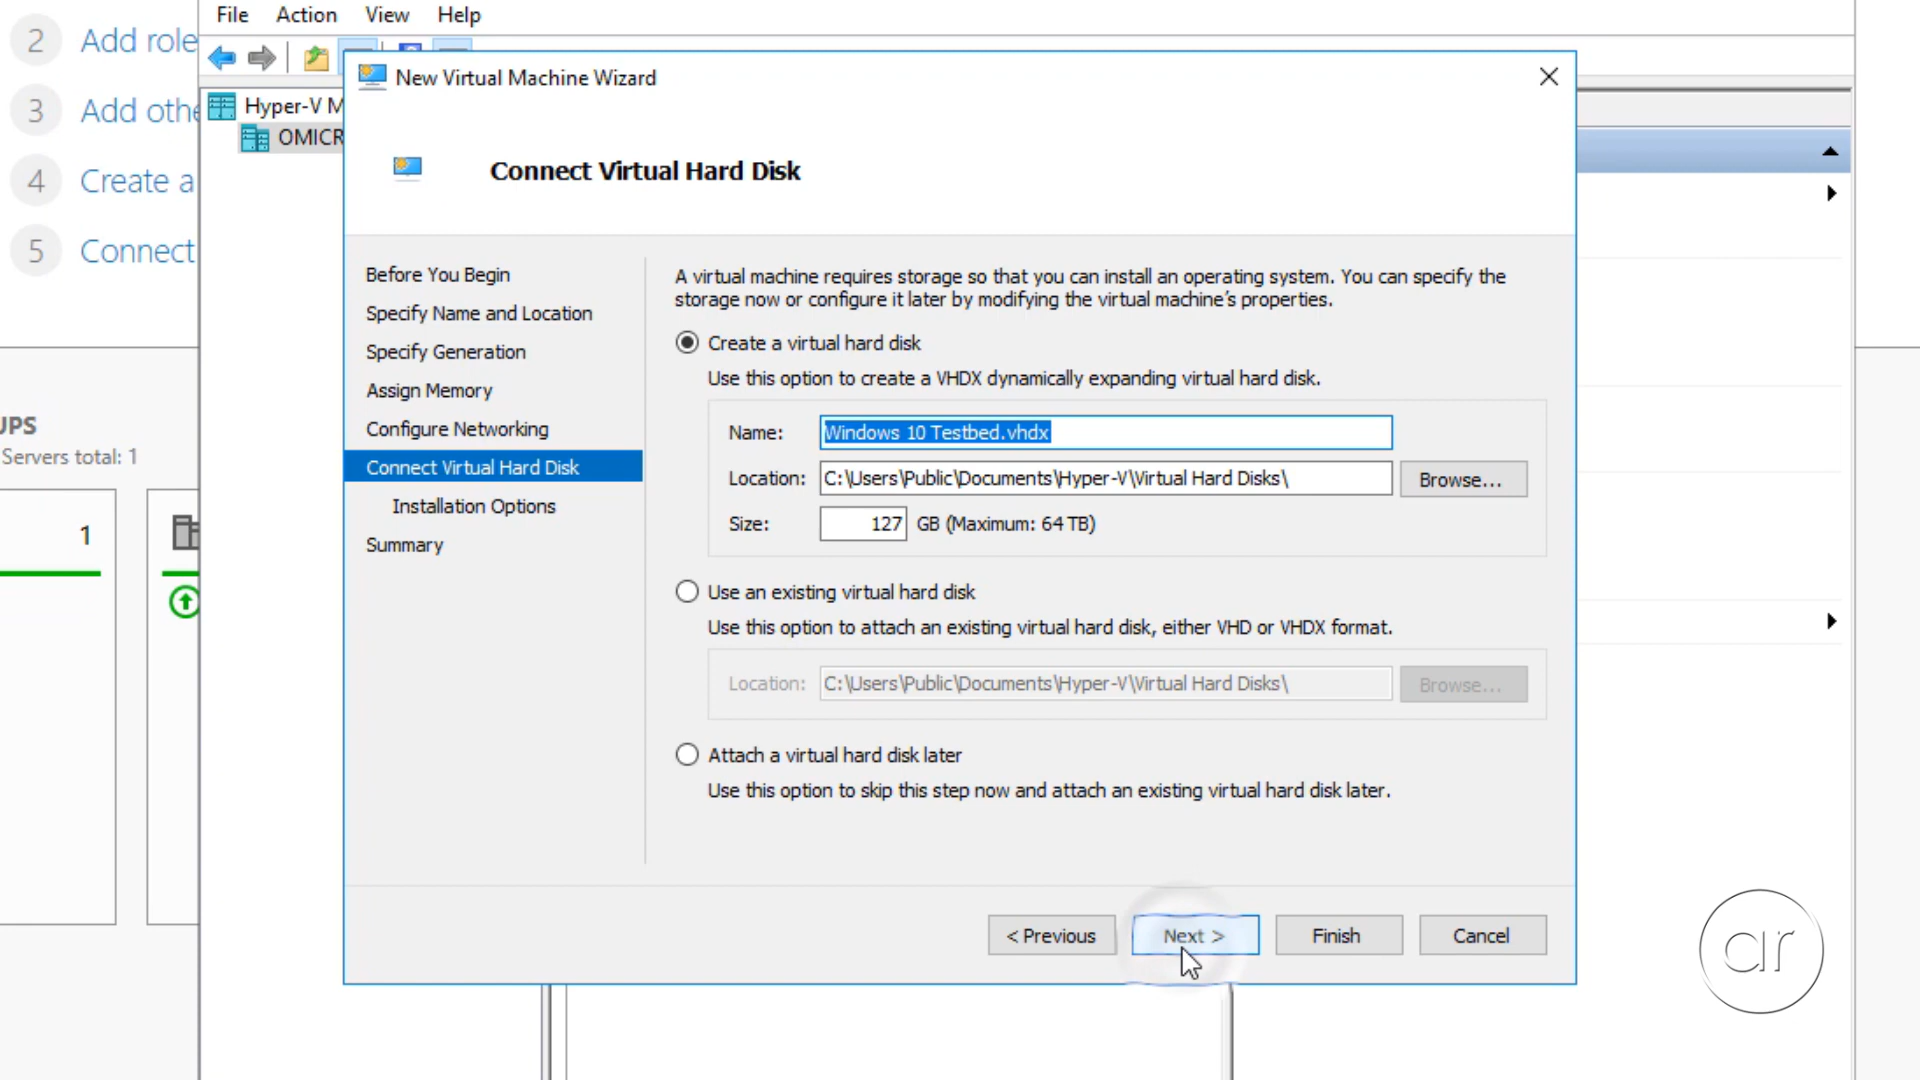 File Action View Help
2 Add role
3 Add othe
4 Create a
5 Connect
Hyper-V M
OMICR
UPS
Servers total: 1
1
New Virtual Machine Wizard
Connect Virtual Hard Disk
Before You Begin
Specify Name and Location
Specify Generation
Assign Memory
Configure Networking
Connect Virtual Hard Disk
Installation Options
Summary
A virtual machine requires storage so that you can install an operating system. You can specify the
storage now or configure it later by modifying the virtual machine's properties.
Create a virtual hard disk
Use this option to create a VHDX dynamically expanding virtual hard disk.
Name: Windows 10 Testbed.vhdx
Location: C:\Users\Public\Documents\Hyper-V\Virtual Hard Disks\ Browse...
Size: 127 GB (Maximum: 64 TB)
Use an existing virtual hard disk
Use this option to attach an existing virtual hard disk, either VHD or VHDX format.
Location: C:\Users\Public\Documents\Hyper-V\Virtual Hard Disks\ Browse...
Attach a virtual hard disk later
Use this option to skip this step now and attach an existing virtual hard disk later.
< Previous Next > Finish Cancel
ar